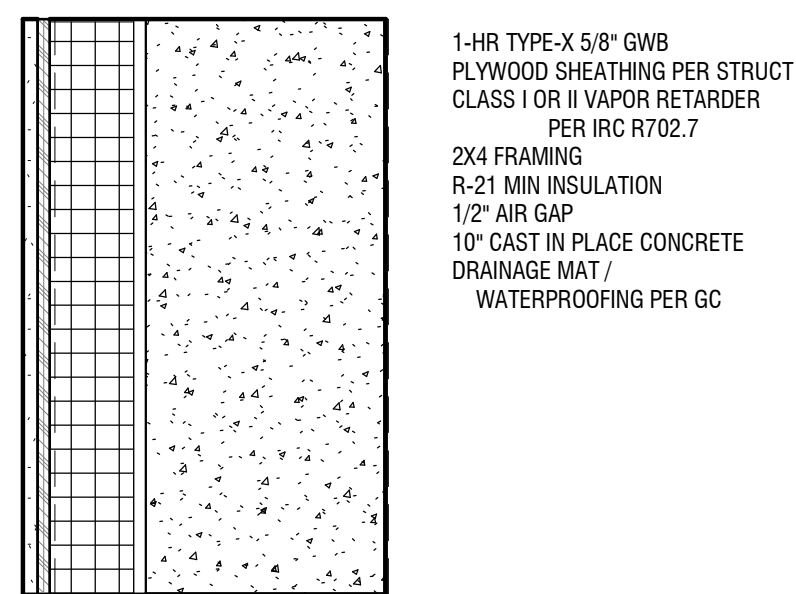 1-HR TYPE-X 5/8" GWB
PLYWOOD SHEATHING PER STRUCT
CLASS I OR II VAPOR RETARDER
PER IRC R702.7
2X4 FRAMING
R-21 MIN INSULATION
1/2" AIR GAP
10" CAST IN PLACE CONCRETE
DRAINAGE MAT /
WATERPROOFING PER GC